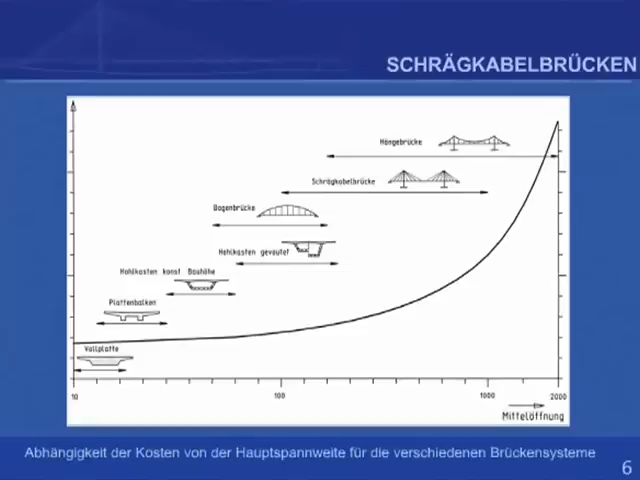 SCHRÄGKABELBRÜCKEN
Hängebrücke
Schrägkabelbrücke
Bogenbrücke
Hohlkasten gevoutet
Hohlkasten konst Bauhöhe
Plattenbalken
Vollplatte
10 100 1000 2000
Mittelöffnung
Abhängigkeit der Kosten von der Hauptspannweite für die verschiedenen Brückensysteme
6